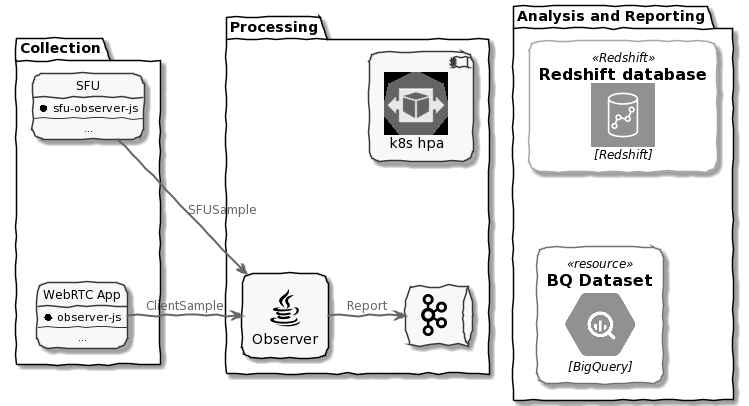 Collection
SFU
sfu-observer-js
...
SFUSample
WebRTC App
observer-js
...
ClientSample
Processing
k8s hpa
Observer
Report
Analysis and Reporting
«Redshift»
Redshift database
[Redshift]
«resource»
BQ Dataset
[BigQuery]